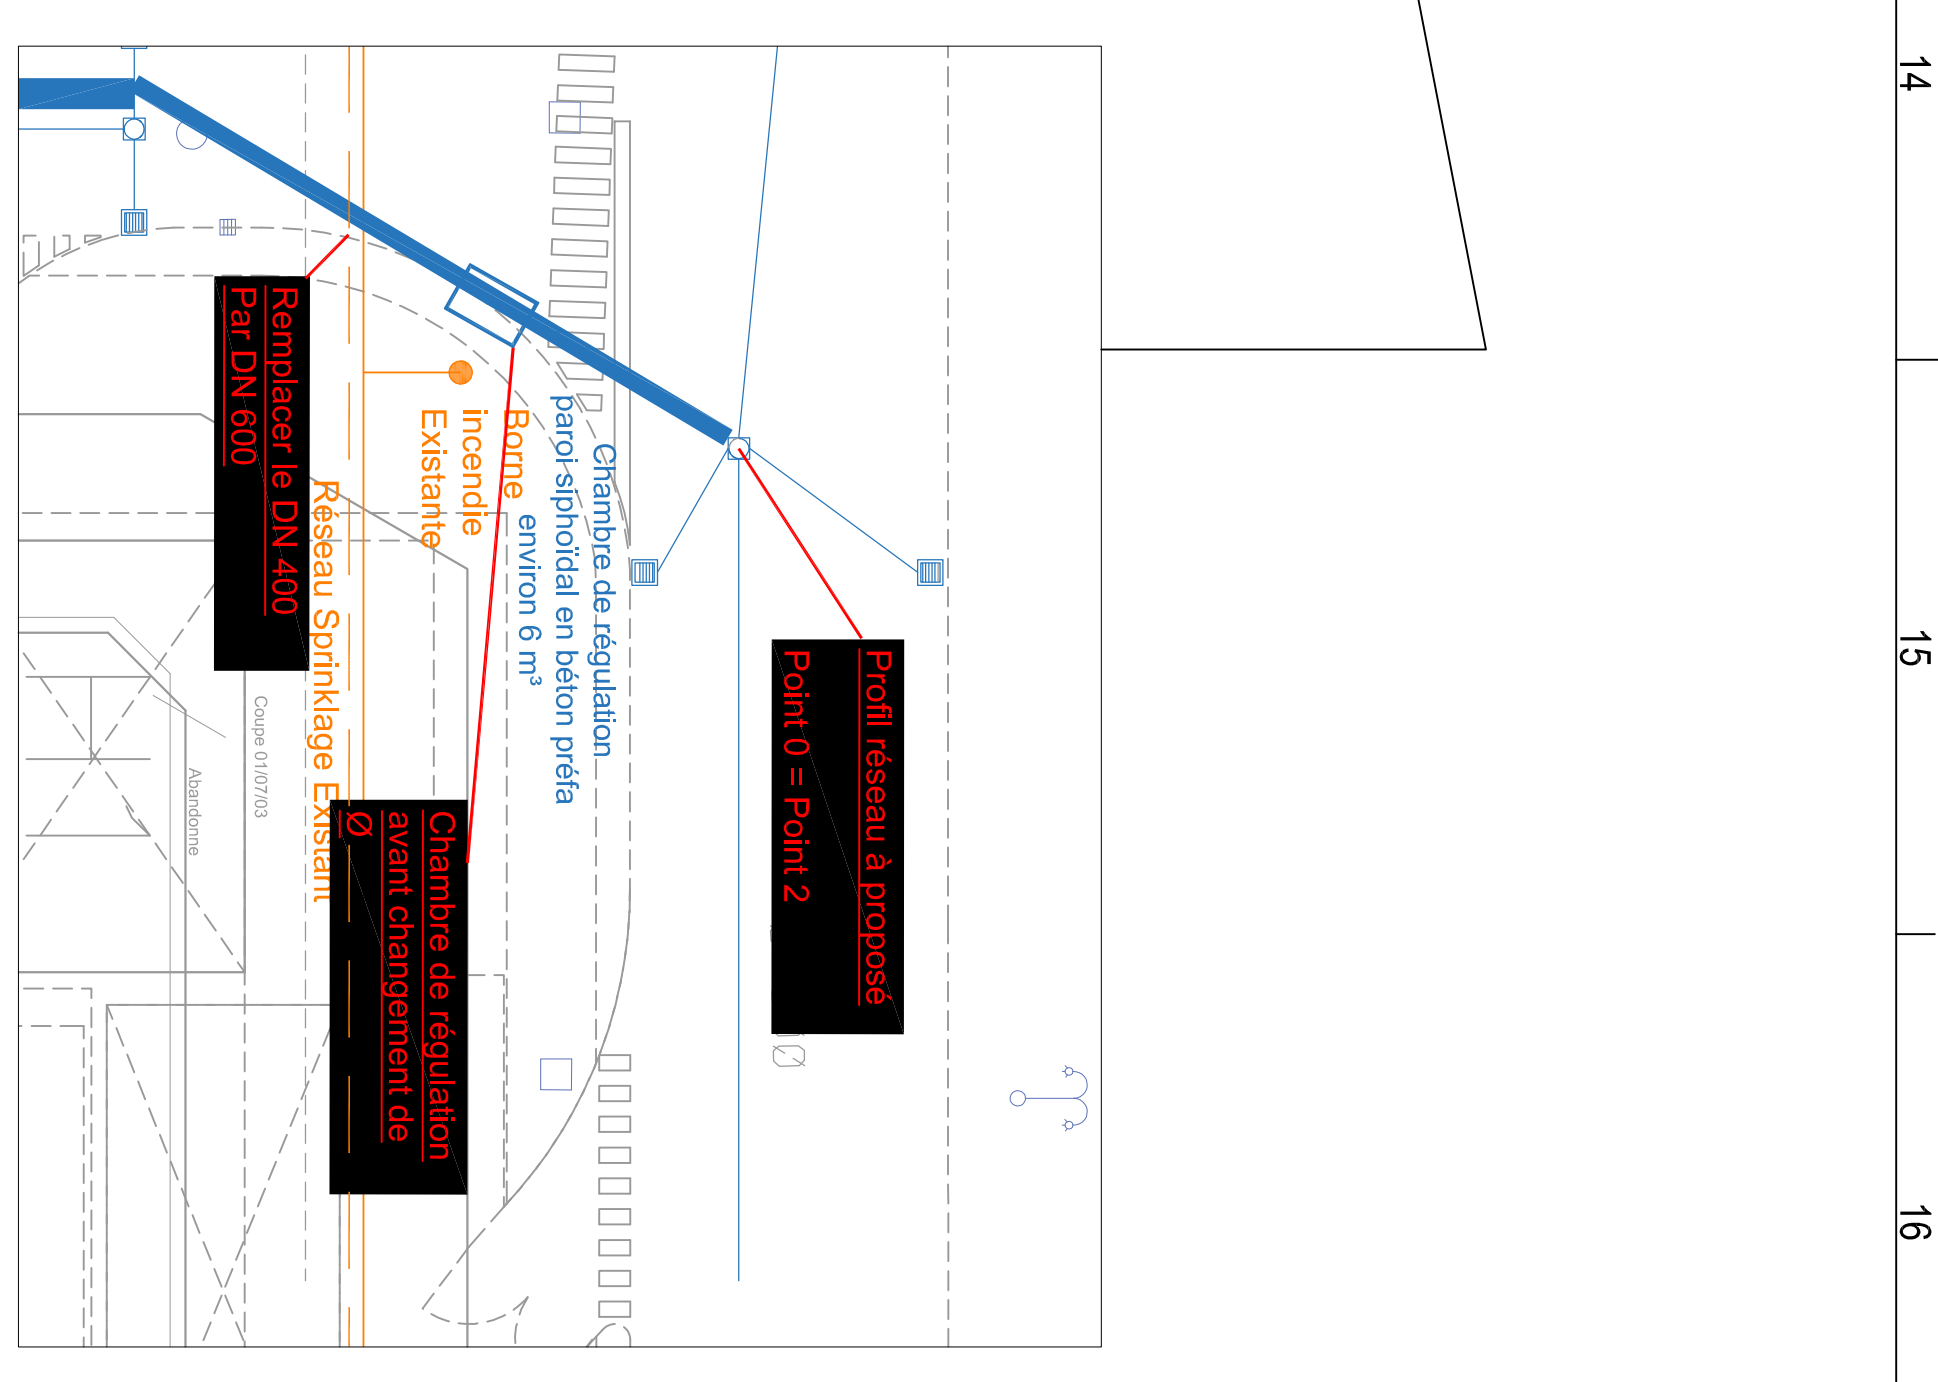 14
15
16
Profil réseau à proposé
Point 0 = Point 2
Chambre de régulation
paroi siphoïdal en béton préfa
environ 6 m³
Borne
incendie
Existante
Chambre de régulation
avant changement de
Ø
Réseau Sprinklage Existant
Remplacer le DN 400
Par DN 600
Coupe 01/07/03
Abandonne